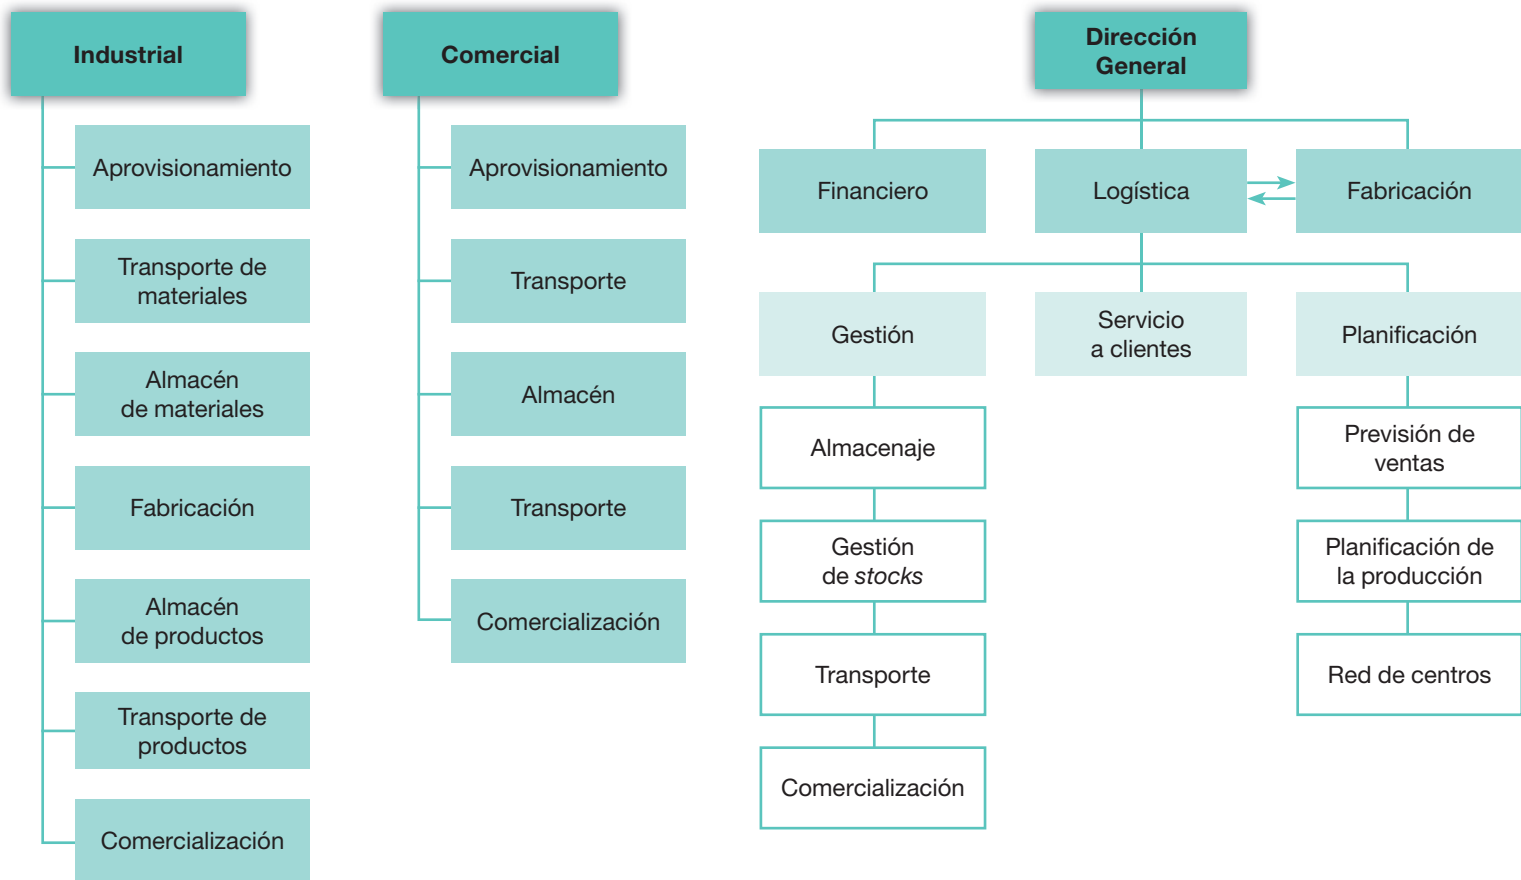 Industrial
Aprovisionamiento
Transporte de
materiales
Almacén
de materiales
Fabricación
Almacén
de productos
Transporte de
productos
Comercialización
Comercial
Aprovisionamiento
Transporte
Almacén
Transporte
Comercialización
Dirección
General
Financiero
Logística
Fabricación
Gestión
Servicio
a clientes
Planificación
Almacenaje
Gestión
de stocks
Transporte
Comercialización
Previsión de
ventas
Planificación de
la producción
Red de centros